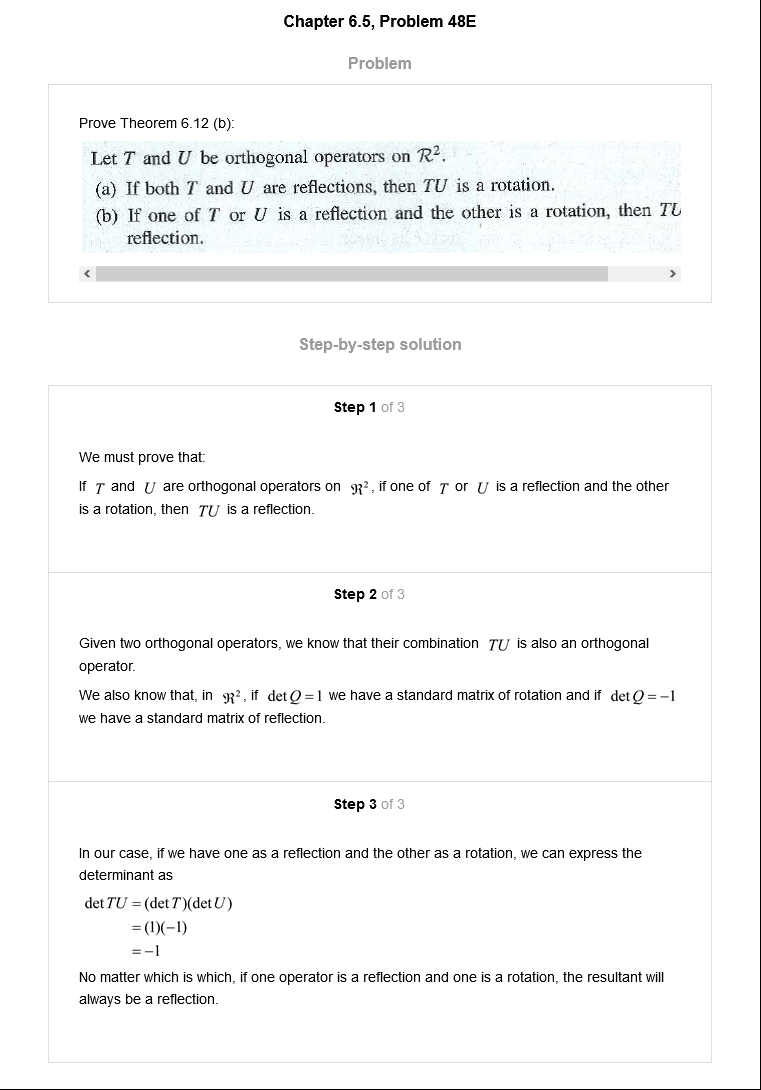 Chapter 6.5, Problem 48E
Problem
Prove Theorem 6.12 (b):
Let T and U be orthogonal operators on R².
(a) If both T and U are reflections, then TU is a rotation.
(b) If one of T or U is a reflection and the other is a rotation, then TU
reflection.
Step-by-step solution
Step 1 of 3
We must prove that:
If T and U are orthogonal operators on ℜ², if one of T or U is a reflection and the other
is a rotation, then TU is a reflection.
Step 2 of 3
Given two orthogonal operators, we know that their combination TU is also an orthogonal
operator.
We also know that, in ℜ², if det Q = 1 we have a standard matrix of rotation and if det Q = −1
we have a standard matrix of reflection.
Step 3 of 3
In our case, if we have one as a reflection and the other as a rotation, we can express the
determinant as
det TU = (det T)(det U)
= (1)(−1)
= −1
No matter which is which, if one operator is a reflection and one is a rotation, the resultant will
always be a reflection.